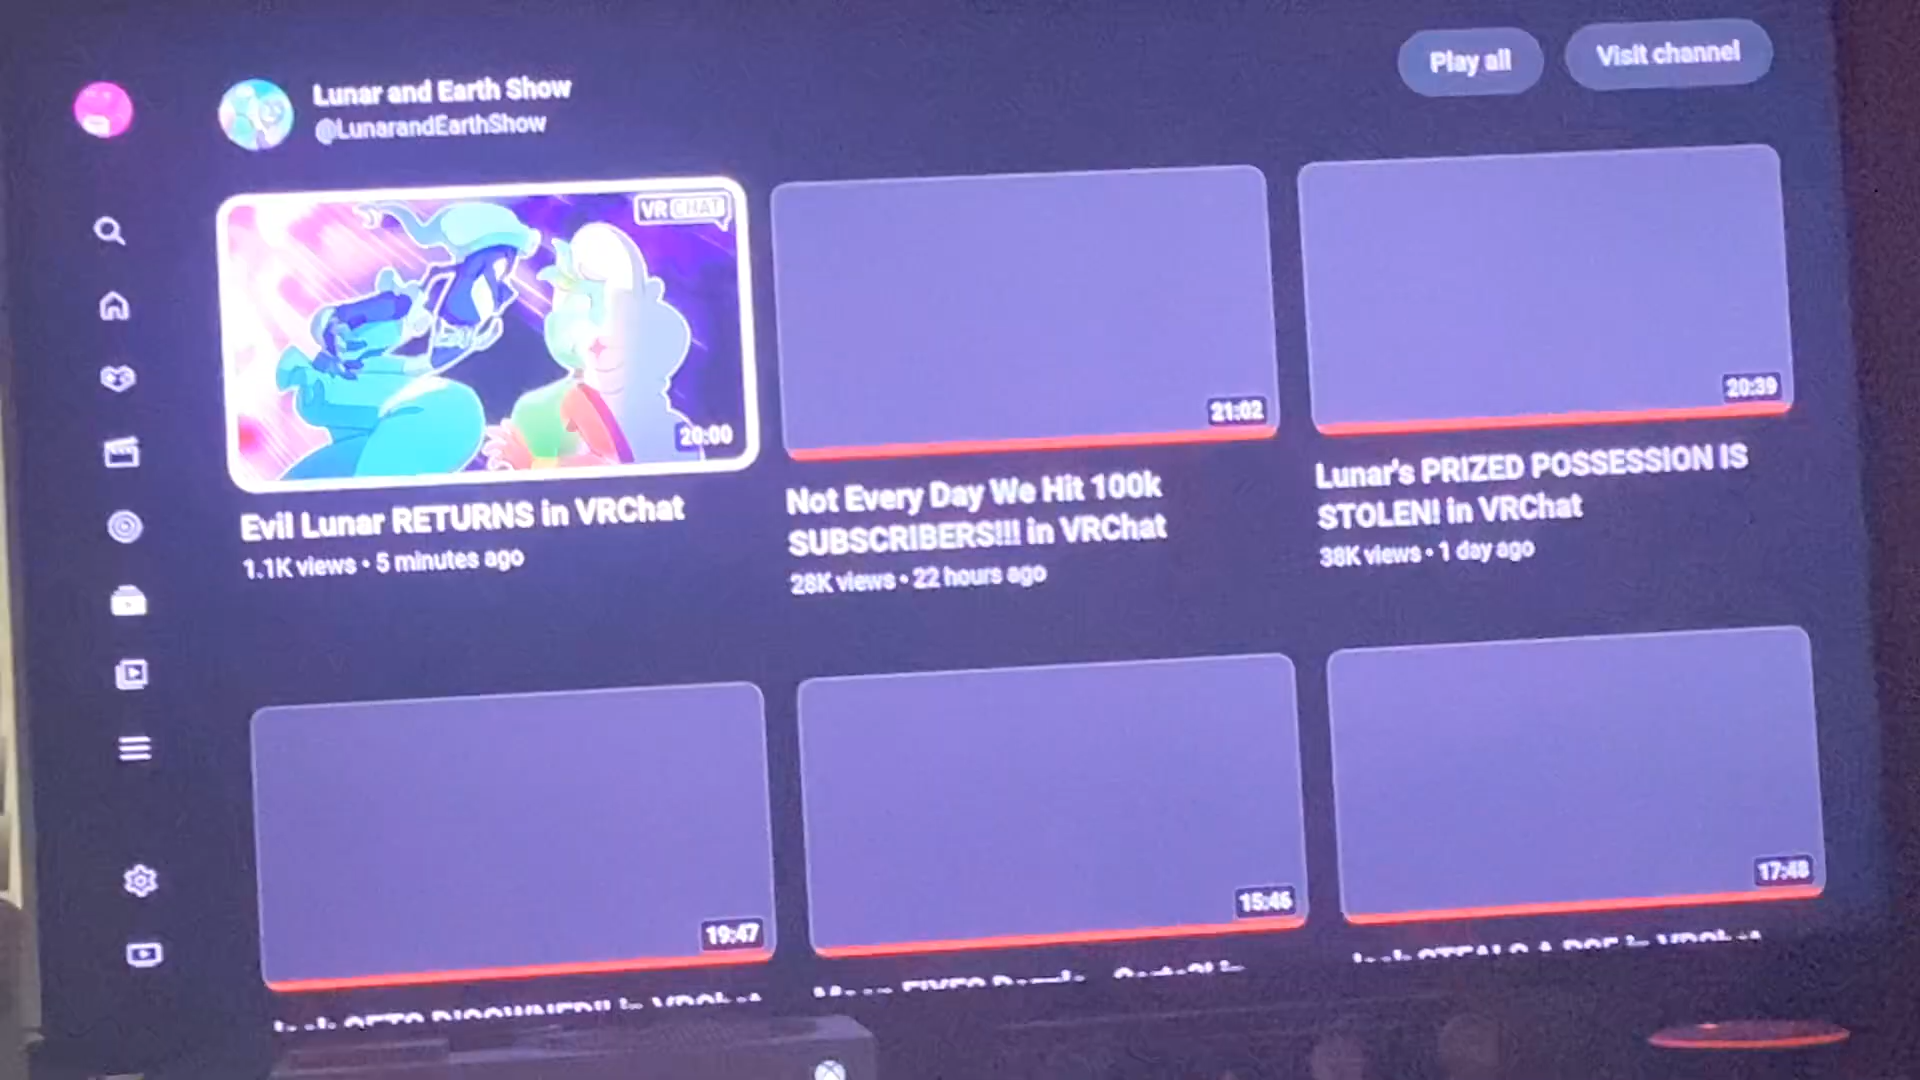 Lunar and Earth Show
@LunarandEarthShow
Play all
Visit channel
VRCHAT
20:00
21:02
20:39
Evil Lunar RETURNS in VRChat
1.1K views • 5 minutes ago
Not Every Day We Hit 100k
SUBSCRIBERS!!! in VRChat
28K views • 22 hours ago
Lunar's PRIZED POSSESSION IS
STOLEN! in VRChat
38K views • 1 day ago
19:47
15:46
17:48